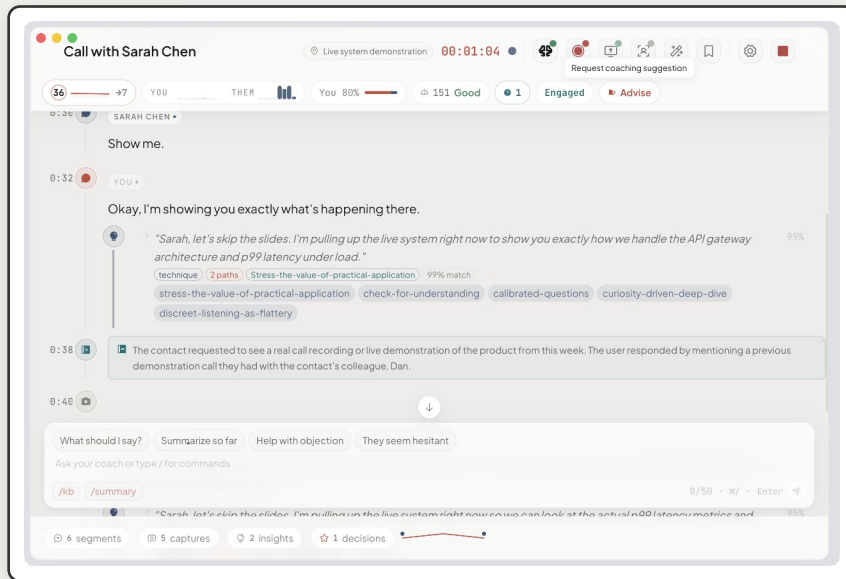 Call with Sarah Chen
Live system demonstration
00:01:04
Request coaching suggestion
36 →7
YOU
THEM
You 80%
151 Good
1
Engaged
Advise
0:30
SARAH CHEN
Show me.
0:32
YOU
Okay, I'm showing you exactly what's happening there.
"Sarah, let's skip the slides. I'm pulling up the live system right now to show you exactly how we handle the API gateway
architecture and p99 latency under load."
99%
technique
2 paths
Stress-the-value-of-practical-application
99% match
stress-the-value-of-practical-application
check-for-understanding
calibrated-questions
curiosity-driven-deep-dive
discreet-listening-as-flattery
0:38
The contact requested to see a real call recording or live demonstration of the product from this week. The user responded by mentioning a previous
demonstration call they had with the contact's colleague, Dan.
0:40
What should I say?
Summarize so far
Help with objection
They seem hesitant
Ask your coach or type / for commands
/kb
/summary
0/50 · ⌘/ · Enter
"Sarah, let's skip the slides. I'm pulling up the live system right now so we can look at the actual p99 latency metrics and
95%
6 segments
5 captures
2 insights
1 decisions